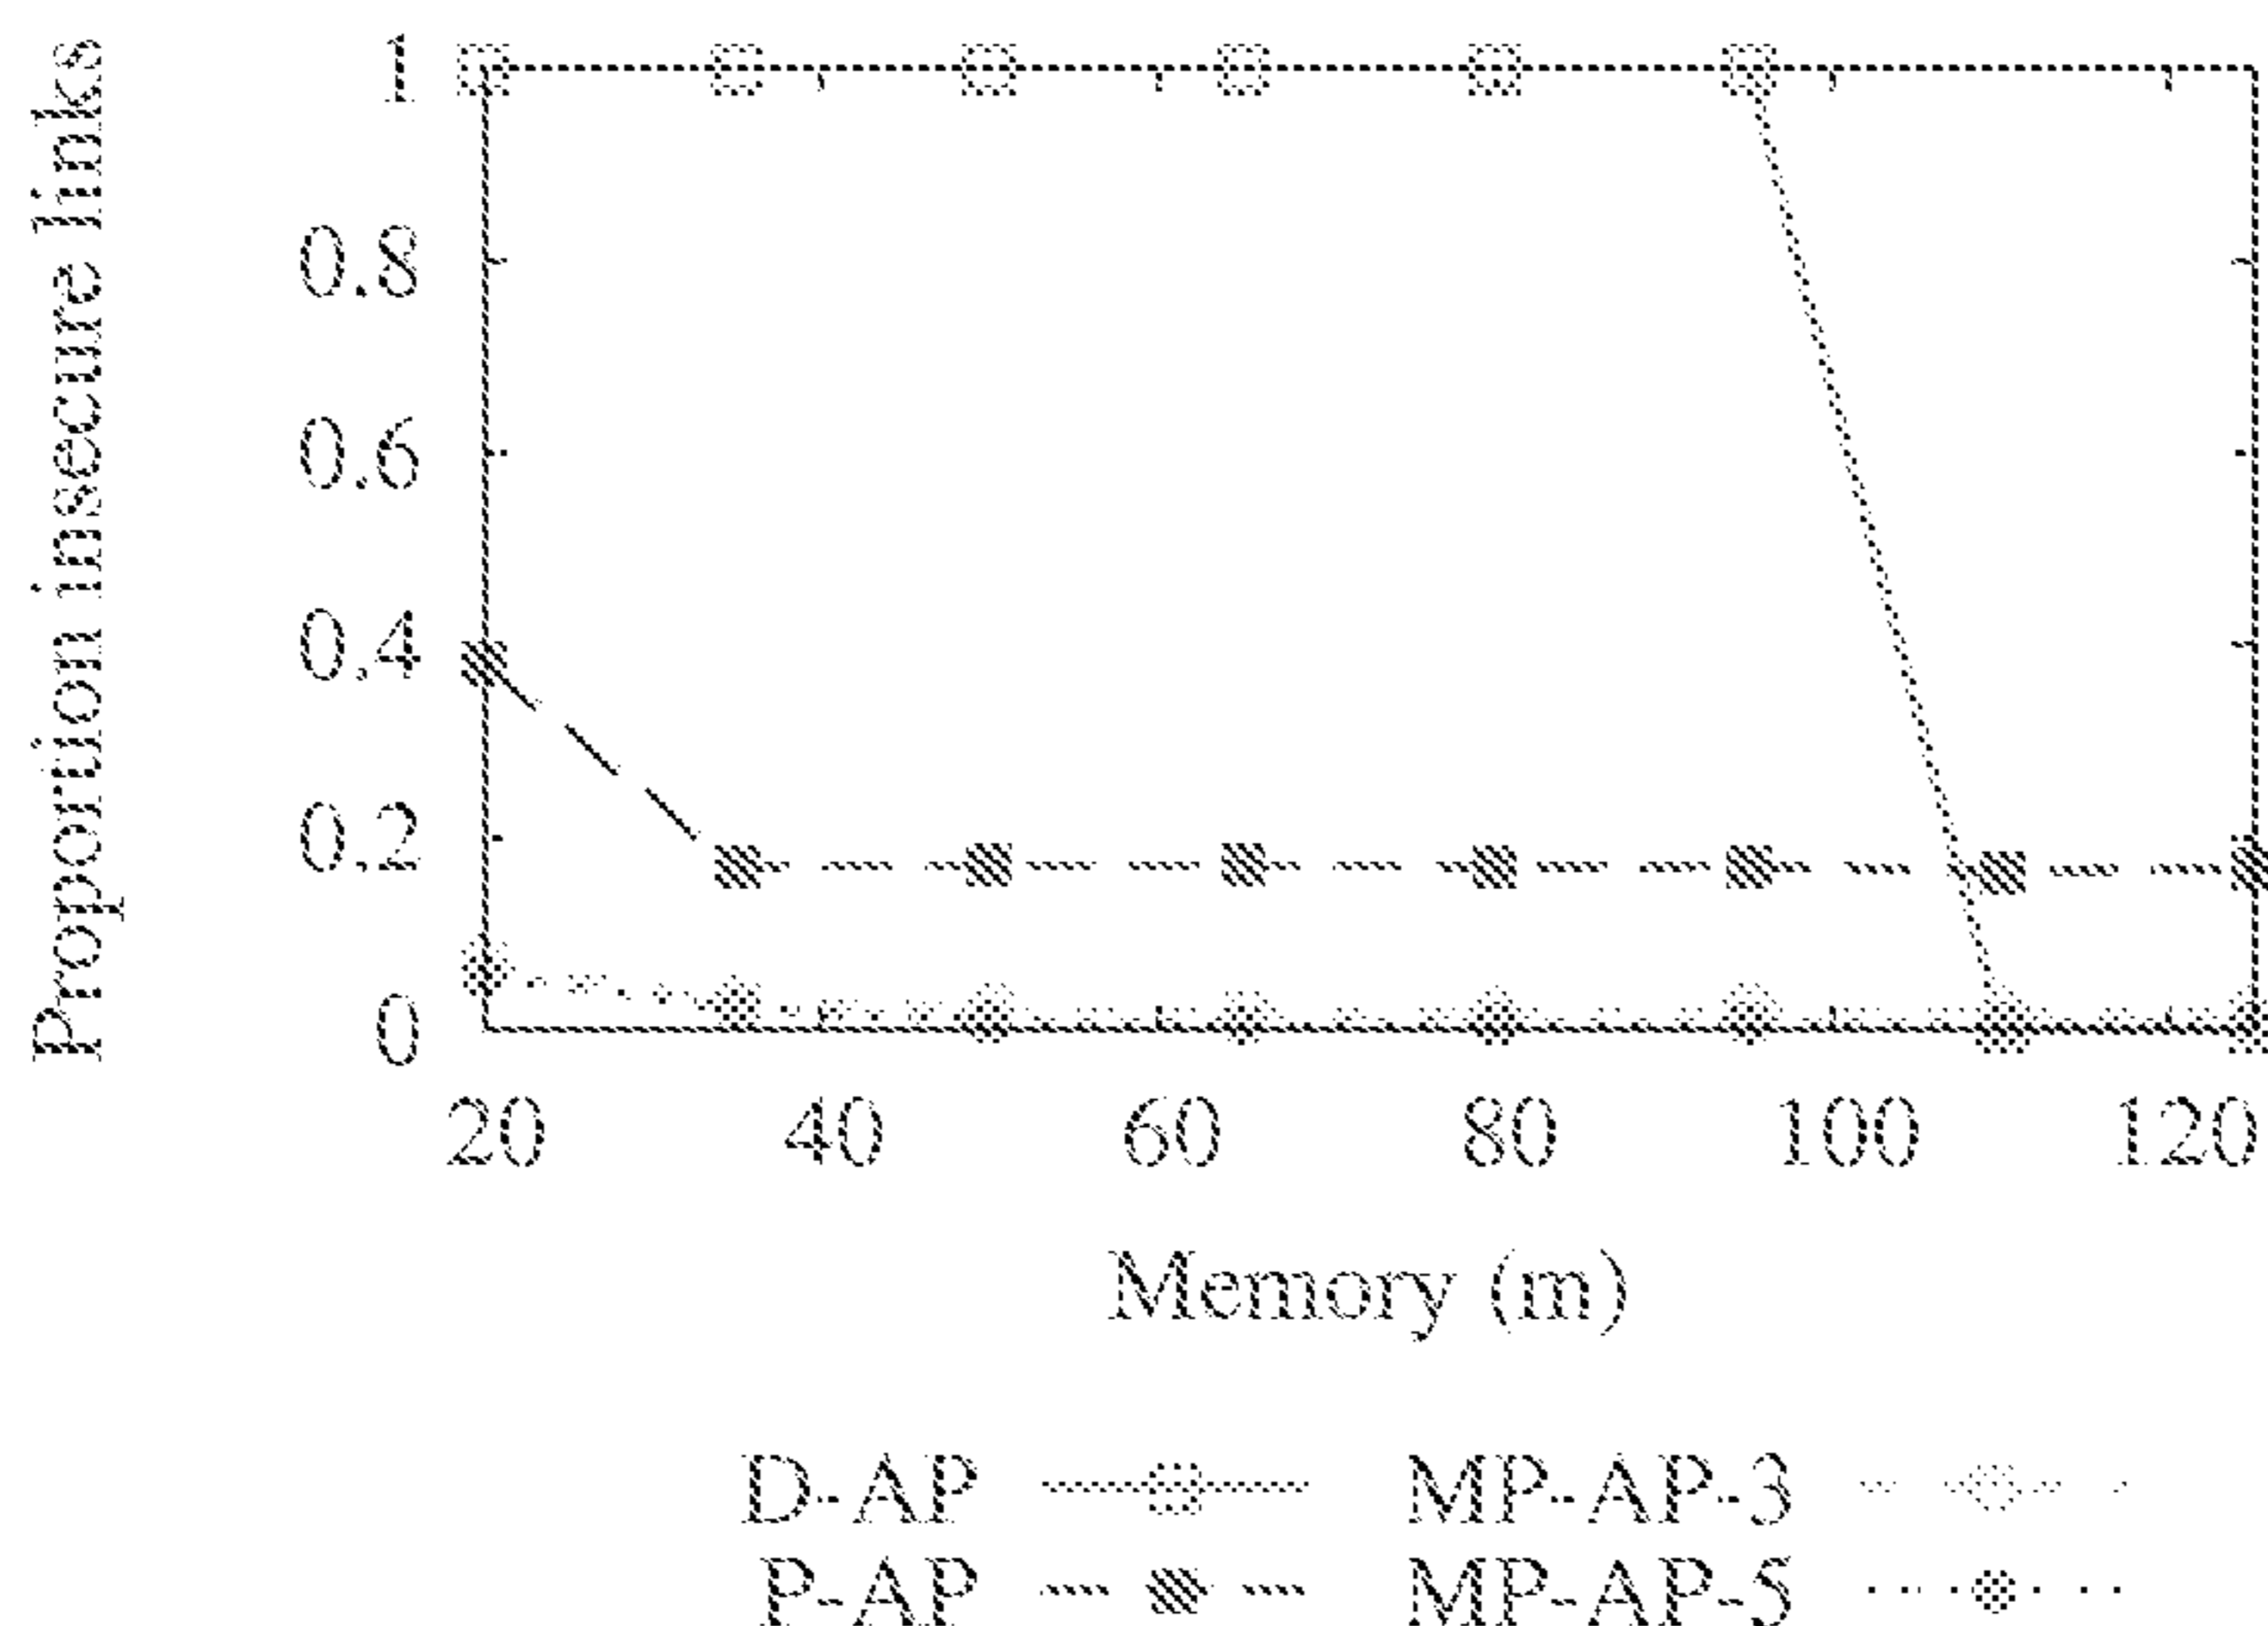 Proportion insecure links
1
0.8
0.6
0.4
0.2
0
20 40 60 80 100 120
Memory (m)
D-AP MP-AP-3
P-AP MP-AP-5